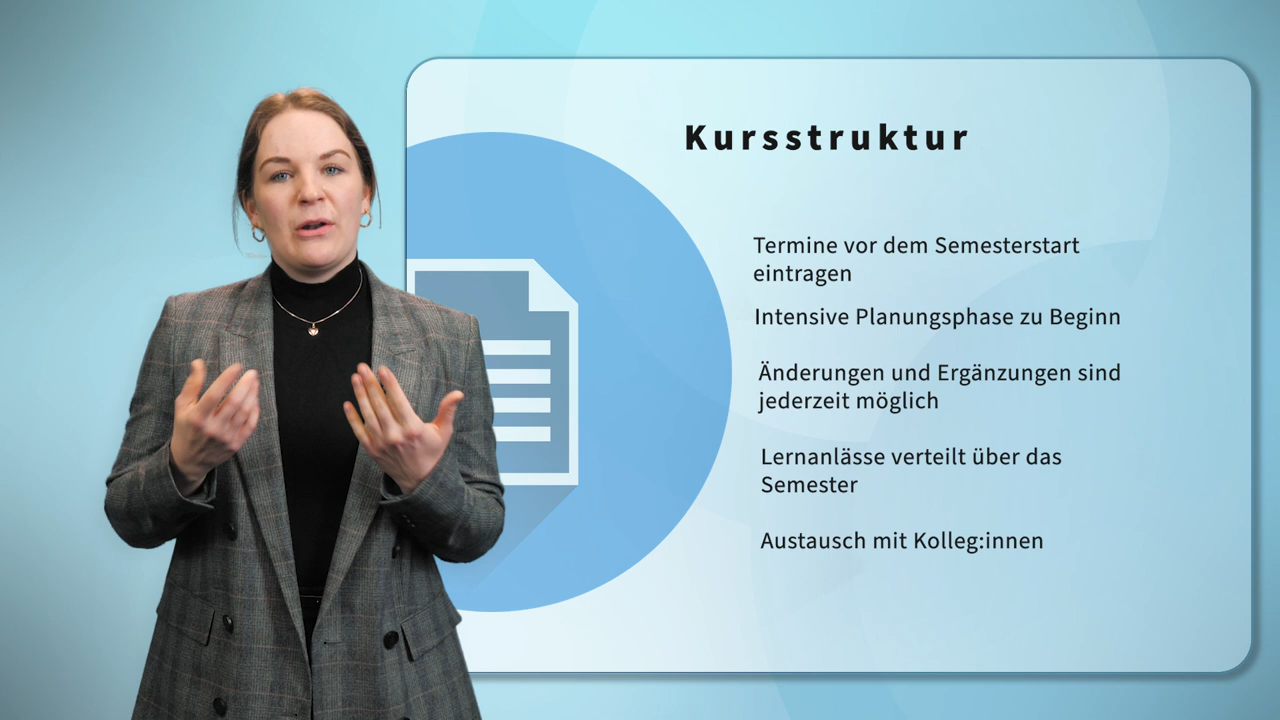 Kursstruktur
Termine vor dem Semesterstart
eintragen
Intensive Planungsphase zu Beginn
Änderungen und Ergänzungen sind
jederzeit möglich
Lernanlässe verteilt über das
Semester
Austausch mit Kolleg:innen